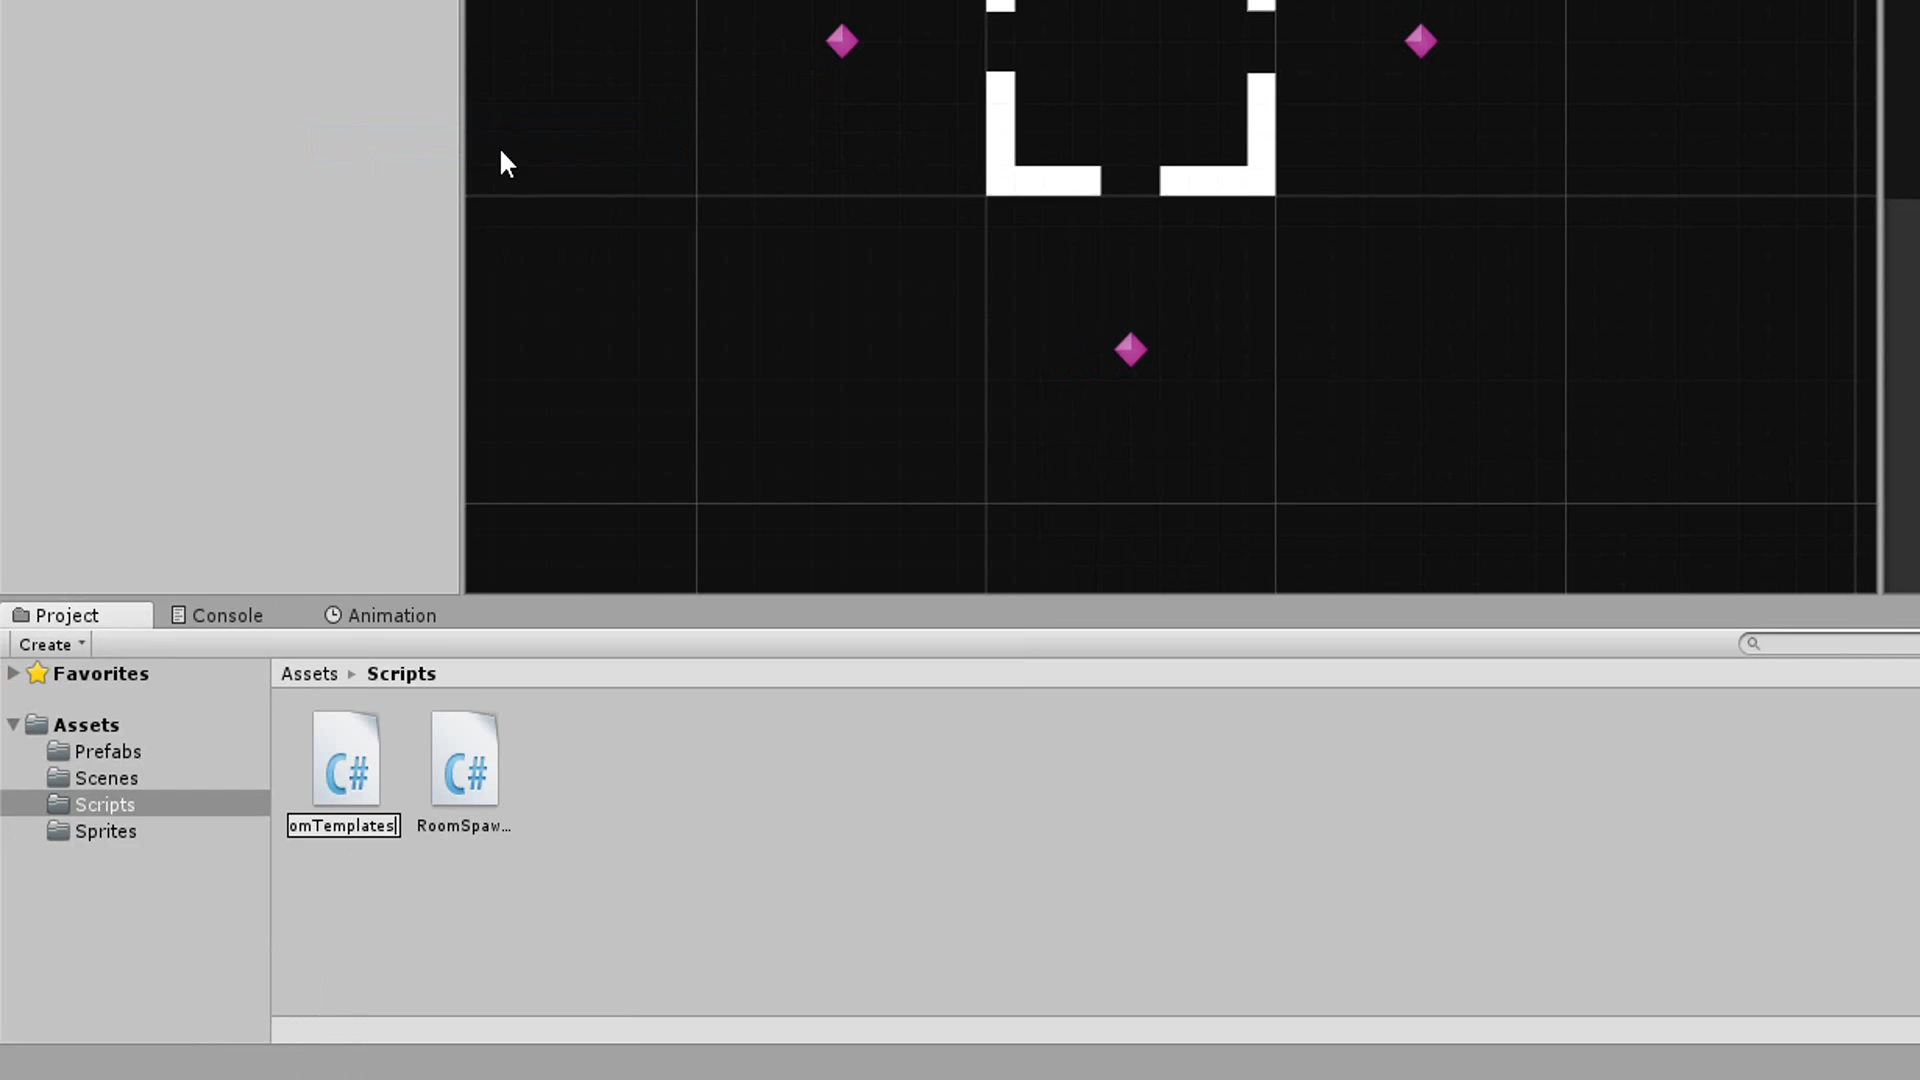 Project
Console
Animation
Create
Favorites
Assets ▸ Scripts
Assets
Prefabs
Scenes
Scripts
Sprites
C#
C#
omTemplates
RoomSpaw...